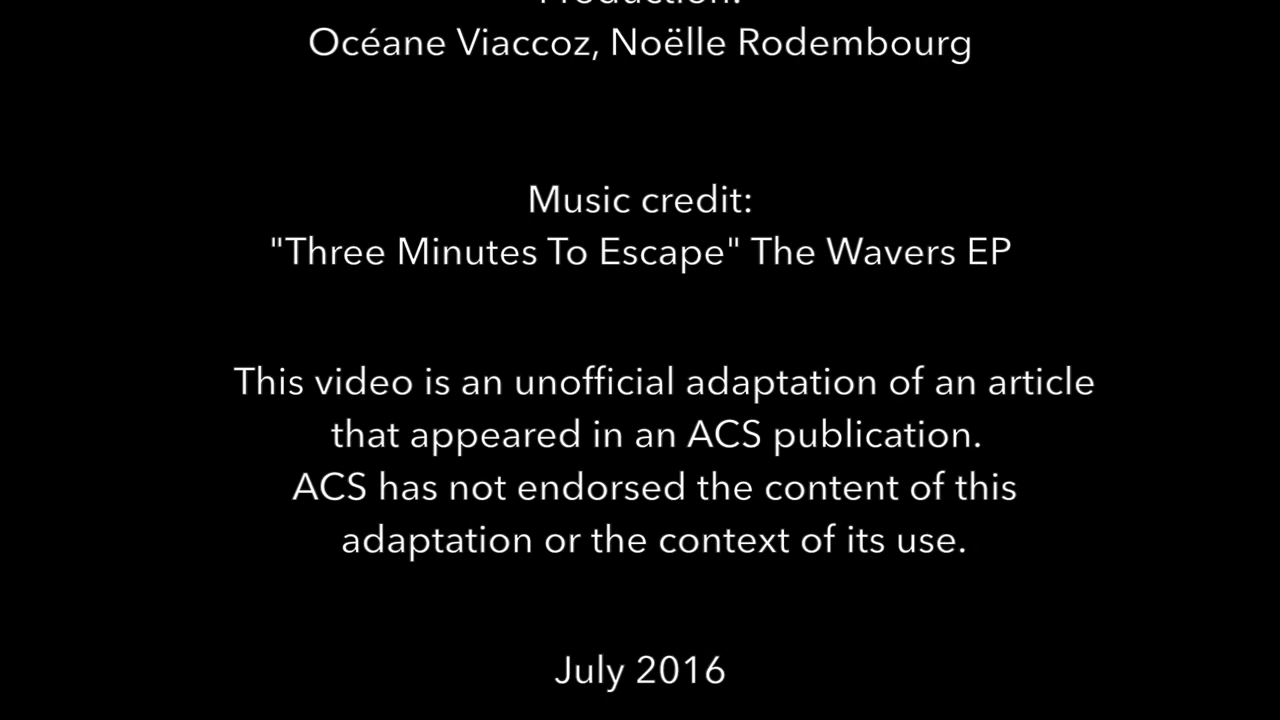 Production:
Océane Viaccoz, Noëlle Rodembourg
Music credit:
"Three Minutes To Escape" The Wavers EP
This video is an unofficial adaptation of an article
that appeared in an ACS publication.
ACS has not endorsed the content of this
adaptation or the context of its use.
July 2016